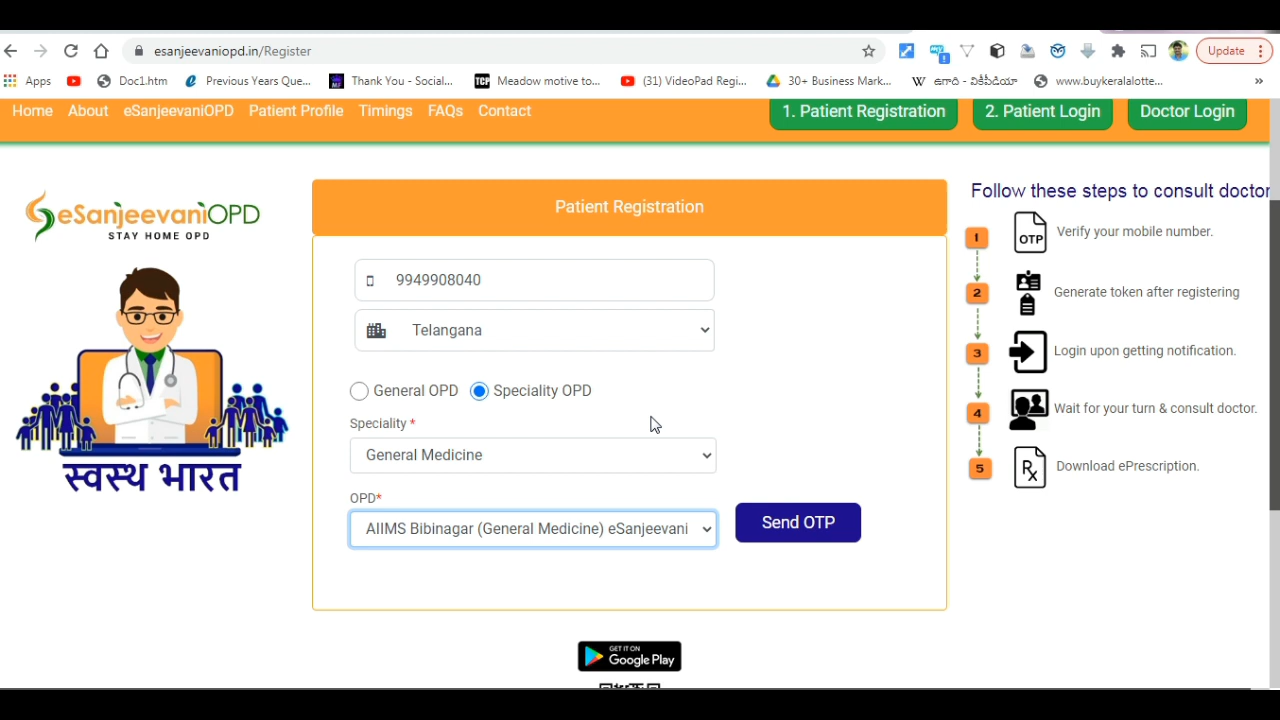 esanjeevaniopd.in/Register
Update
Apps
Doc1.htm
Previous Years Que...
Thank You - Social...
TCP Meadow motive to...
(31) VideoPad Regi...
30+ Business Mark...
W ఉగాది - వికీపీడియా
www.buykeralalotte...
»
Home About eSanjeevaniOPD Patient Profile Timings FAQs Contact
1. Patient Registration
2. Patient Login
Doctor Login
eSanjeevaniOPD
STAY HOME OPD
स्वस्थ भारत
Patient Registration
9949908040
Telangana
General OPD Speciality OPD
Speciality *
General Medicine
OPD*
AIIMS Bibinagar (General Medicine) eSanjeevani
Send OTP
Follow these steps to consult doctor
1 OTP Verify your mobile number.
2 Generate token after registering
3 Login upon getting notification.
4 Wait for your turn & consult doctor.
5 Rx Download ePrescription.
GET IT ON
Google Play